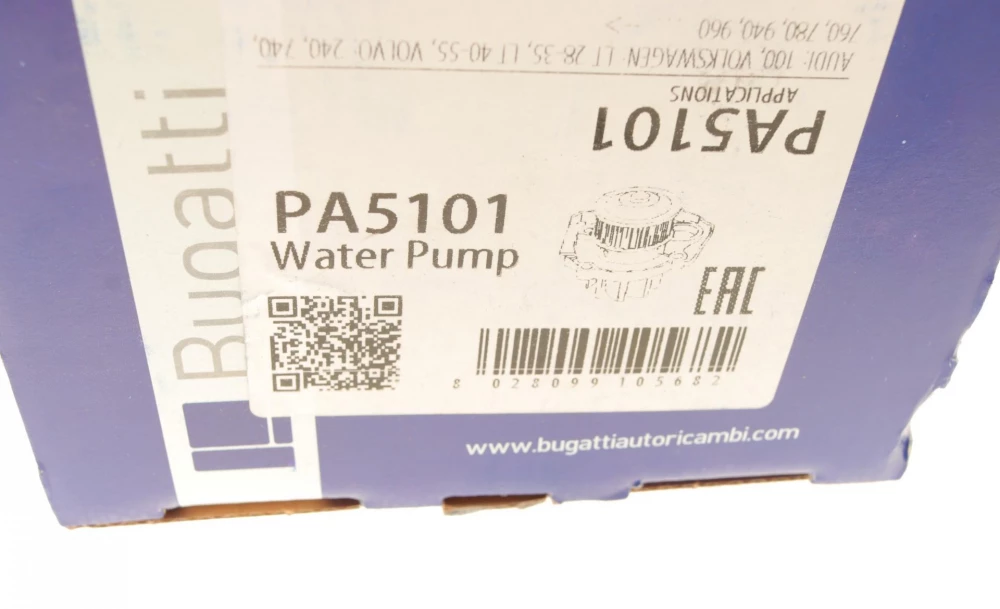 AUDI: 100, VOLKSWAGEN: LT 28-35, LT 40-55, VOLVO: 240, 740,
760, 780, 940, 960
-->
APPLICATIONS
PA5101
Bugatti
PA5101
Water Pump
EAC
8 028099 105682
www.bugattiautoricambi.com